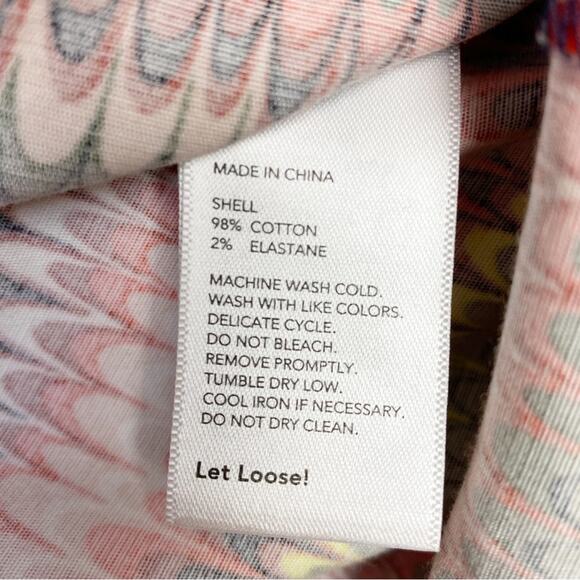 MADE IN CHINA
SHELL
98% COTTON
2% ELASTANE
MACHINE WASH COLD.
WASH WITH LIKE COLORS.
DELICATE CYCLE.
DO NOT BLEACH.
REMOVE PROMPTLY.
TUMBLE DRY LOW.
COOL IRON IF NECESSARY.
DO NOT DRY CLEAN.
Let Loose!